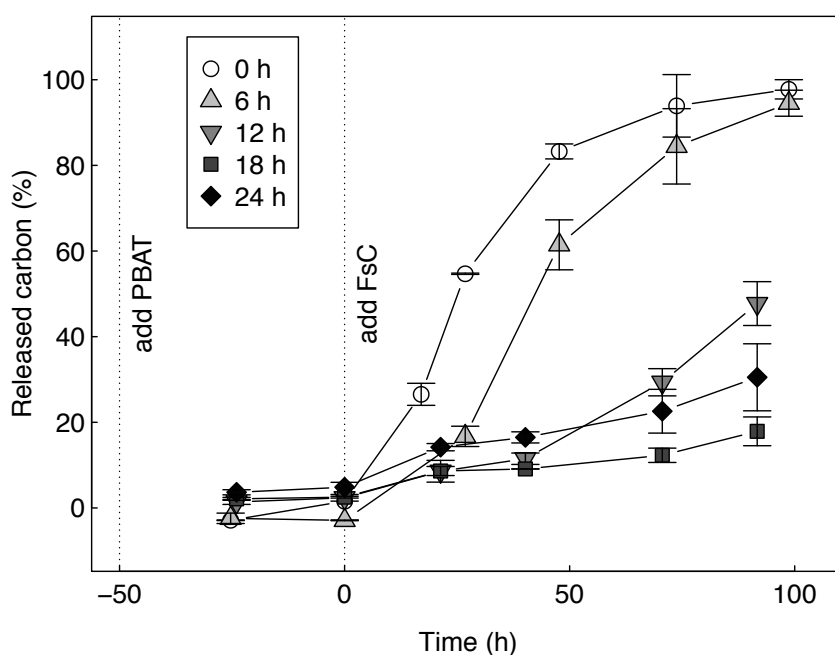 0 h
6 h
12 h
18 h
24 h
100
80
60
40
20
0
Released carbon (%)
add PBAT
add FsC
−50
0
50
100
Time (h)